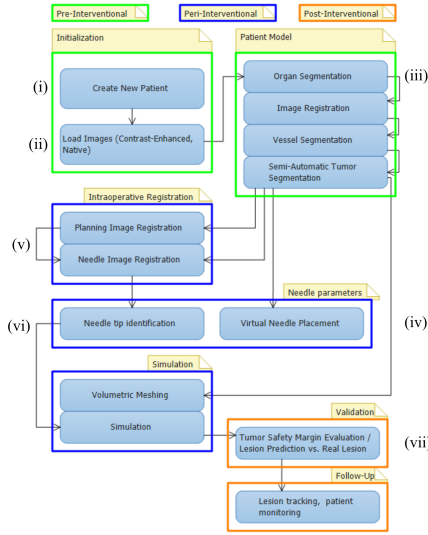 Pre-Interventional
Peri-Interventional
Post-Interventional
Initialization
Patient Model
(i)
Create New Patient
(ii)
Load Images (Contrast-Enhanced,
Native)
Organ Segmentation
(iii)
Image Registration
Vessel Segmentation
Semi-Automatic Tumor
Segmentation
Intraoperative Registration
(v)
Planning Image Registration
Needle Image Registration
Needle parameters
(vi)
Needle tip identification
Virtual Needle Placement
(iv)
Simulation
Volumetric Meshing
Simulation
Validation
Tumor Safety Margin Evaluation /
Lesion Prediction vs. Real Lesion
(vii)
Follow-Up
Lesion tracking, patient
monitoring